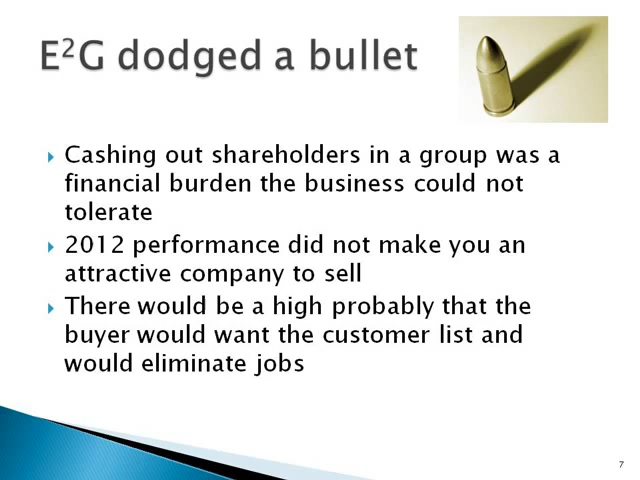 E²G dodged a bullet
Cashing out shareholders in a group was a
financial burden the business could not
tolerate
2012 performance did not make you an
attractive company to sell
There would be a high probably that the
buyer would want the customer list and
would eliminate jobs
7